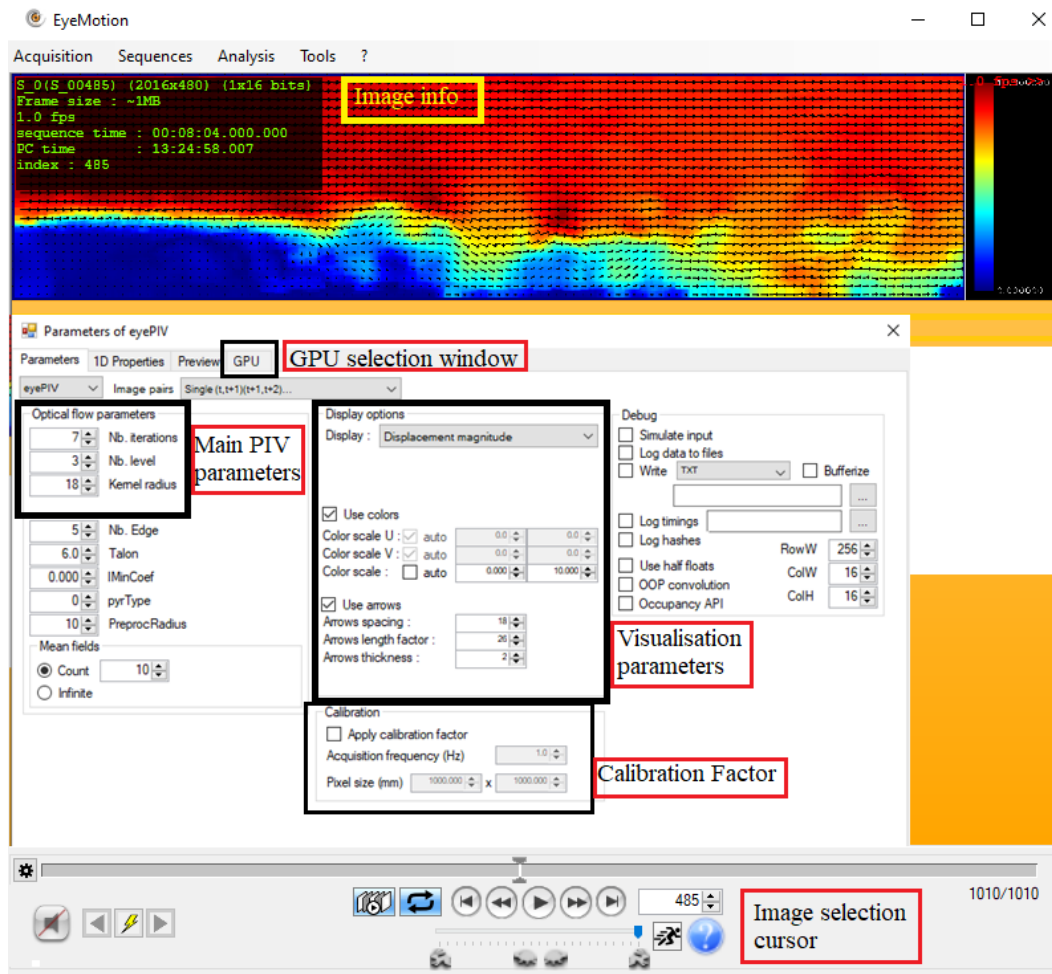 EyeMotion
Acquisition Sequences Analysis Tools ?
S_0(S_00485) (2016x480) (1x16 bits)
Frame size : ~1MB
1.0 fps
sequence time : 00:08:04.000.000
PC time : 13:24:58.007
index : 485
Image info
Parameters of eyePIV
Parameters 1D Properties Preview GPU
GPU selection window
eyePIV Image pairs Single (t,t+1)(t+1,t+2)...
Optical flow parameters
7 Nb. iterations
3 Nb. level
18 Kernel radius
Main PIV
parameters
5 Nb. Edge
6.0 Talon
0.000 IMinCoef
0 pyrType
10 PreprocRadius
Mean fields
Count 10
Infinite
Display options
Display : Displacement magnitude
Use colors
Color scale U : auto 0.0 0.0
Color scale V : auto 0.0 0.0
Color scale : auto 0.000 10.000
Use arrows
Arrows spacing : 18
Arrows length factor : 26
Arrows thickness : 2
Visualisation
parameters
Calibration
Apply calibration factor
Acquisition frequency (Hz) 1.0
Pixel size (mm) 1000.000 x 1000.000
Calibration Factor
Debug
Simulate input
Log data to files
Write TXT Bufferize
...
Log timings ...
Log hashes
Use half floats
OOP convolution
Occupancy API
RowW 256
ColW 16
ColH 16
485
1010/1010
Image selection
cursor